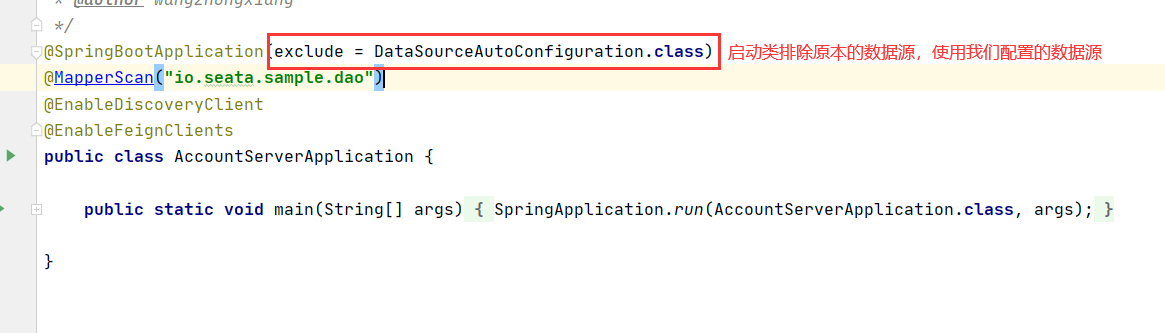 * @author wangzhongxiang
*/
@SpringBootApplication(exclude = DataSourceAutoConfiguration.class) 启动类排除原本的数据源，使用我们配置的数据源
@MapperScan("io.seata.sample.dao")
@EnableDiscoveryClient
@EnableFeignClients
public class AccountServerApplication {
public static void main(String[] args) { SpringApplication.run(AccountServerApplication.class, args); }
}